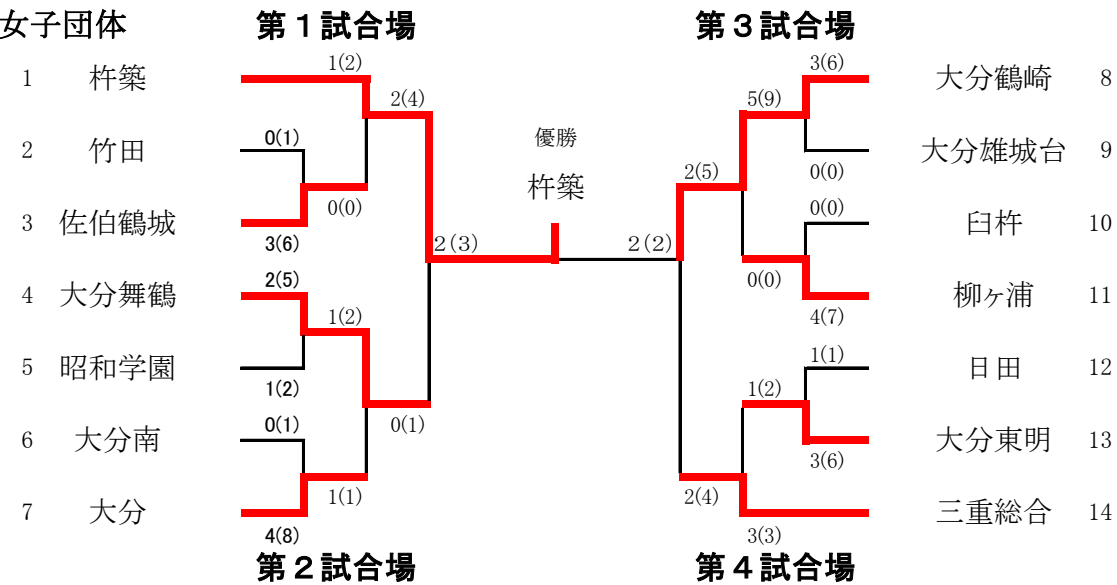 女子団体
第１試合場
第３試合場
1 杵築
1(2)
2(4)
2 竹田
0(1)
0(0)
3 佐伯鶴城
3(6)
2(3)
4 大分舞鶴
2(5)
1(2)
5 昭和学園
1(2)
0(1)
6 大分南
0(1)
1(1)
7 大分
4(8)
優勝
杵築
3(6)
大分鶴崎 8
5(9)
大分雄城台 9
0(0)
2(5)
0(0)
臼杵 10
2(2)
0(0)
柳ヶ浦 11
4(7)
1(1)
日田 12
1(2)
大分東明 13
3(6)
2(4)
三重総合 14
3(3)
第２試合場
第４試合場